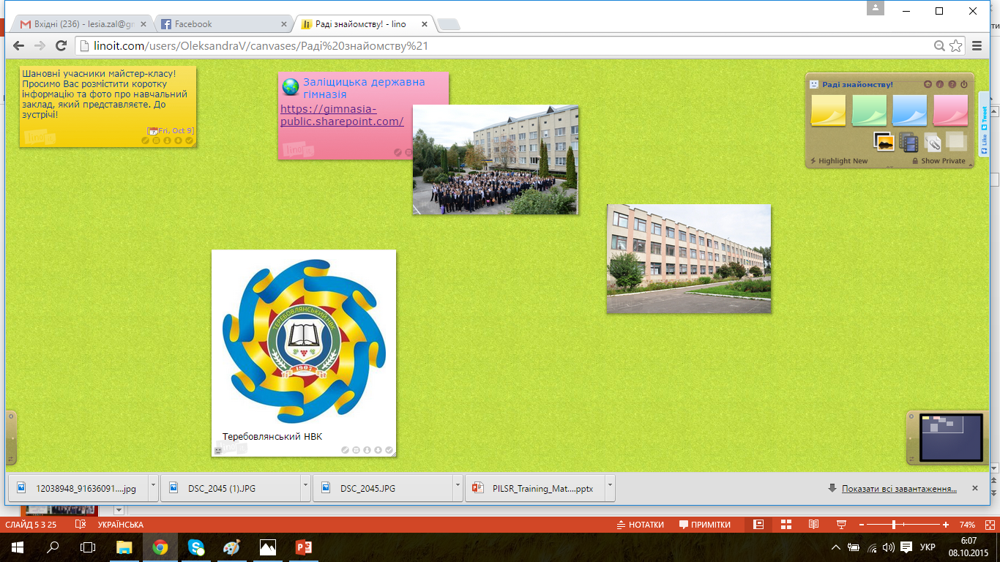 Вхідні (236) - lesia.zal@gm
Facebook
Раді знайомству! - lino
linoit.com/users/OleksandraV/canvases/Раді%20знайомству%21
Шановні учасники майстер-класу!
Просимо Вас розмістити коротку
інформацію та фото про навчальний
заклад, який представляєте. До
зустрічі!
[Fri, Oct 9]
linoit
Заліщицька державна
гімназія
https://gimnasia-
public.sharepoint.com/
Раді знайомству!
Highlight New
Show Private
Like
Tweet
ТЕРЕБОВЛЯНСЬКИЙ НВК
1907
Теребовлянський НВК
12038948_91636091....jpg
DSC_2045 (1).JPG
DSC_2045.JPG
PILSR_Training_Mat....pptx
Показати всі завантаження...
СЛАЙД 5 З 25
УКРАЇНСЬКА
НОТАТКИ
ПРИМІТКИ
74%
УКР
6:07
08.10.2015